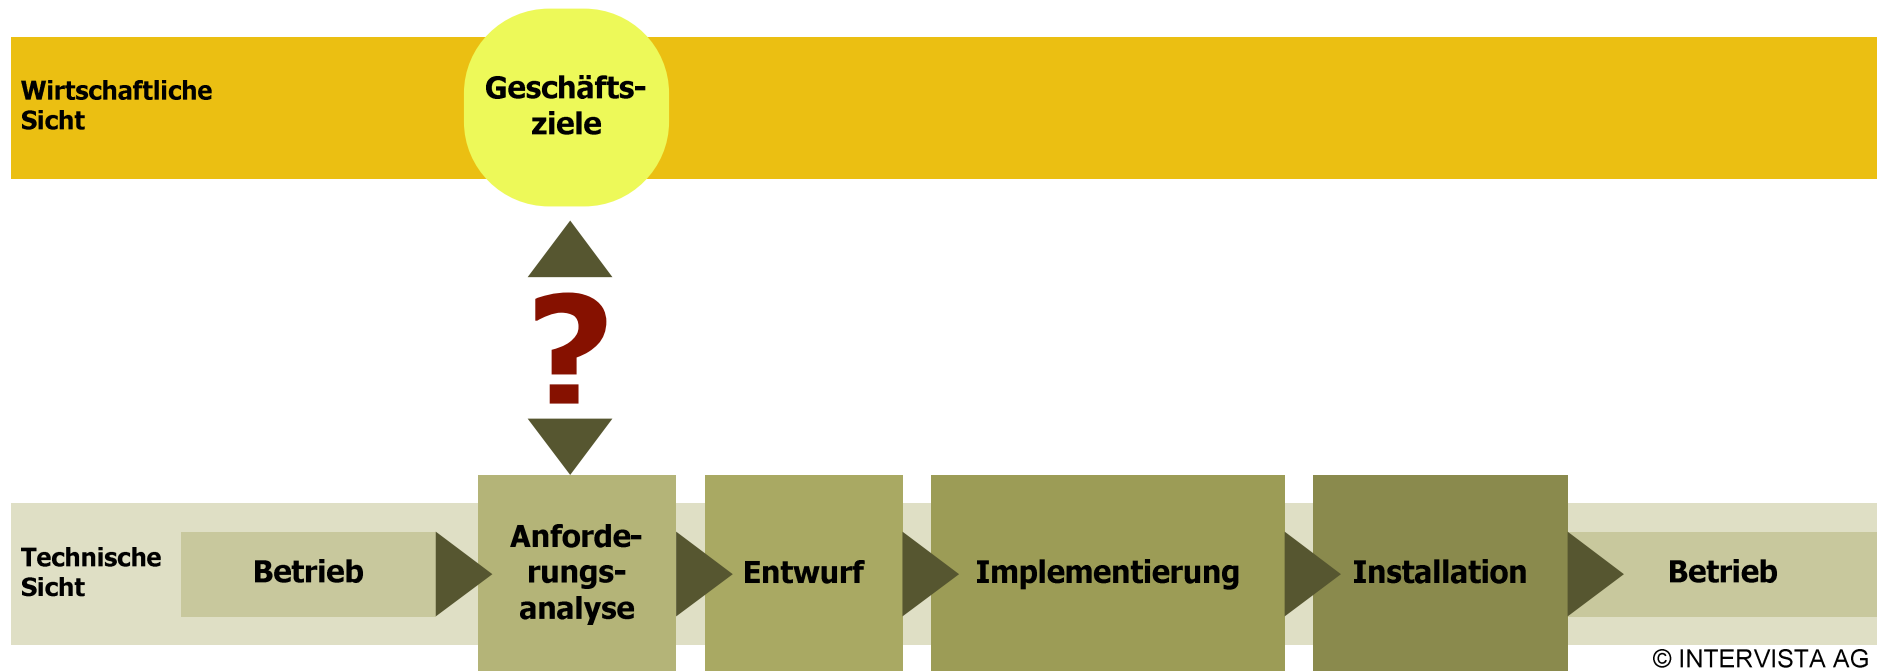 Wirtschaftliche
Sicht
Geschäfts-
ziele
?
Technische
Sicht
Betrieb
Anforde-
rungs-
analyse
Entwurf
Implementierung
Installation
Betrieb
© INTERVISTA AG